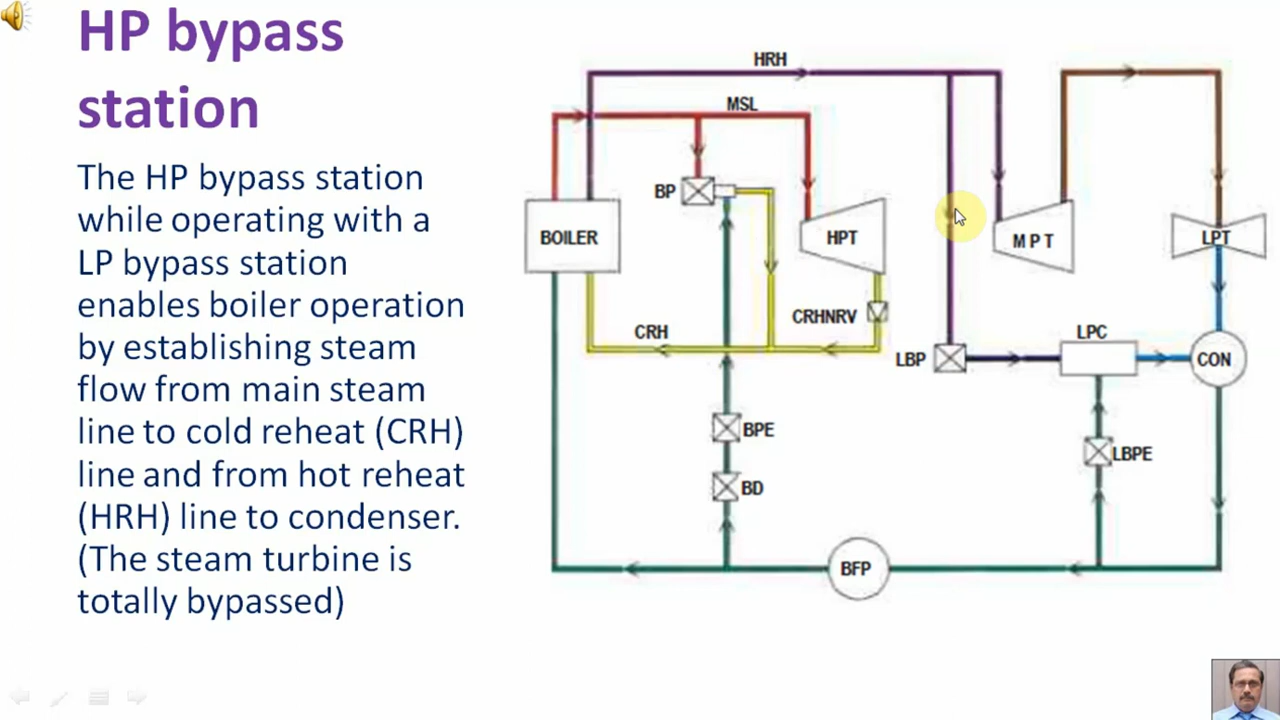 HP bypass
station
The HP bypass station
while operating with a
LP bypass station
enables boiler operation
by establishing steam
flow from main steam
line to cold reheat (CRH)
line and from hot reheat
(HRH) line to condenser.
(The steam turbine is
totally bypassed)
HRH
MSL
BP
BOILER
HPT
MPT
LPT
CRHNRV
CRH
LPC
LBP
CON
BPE
LBPE
BD
BFP